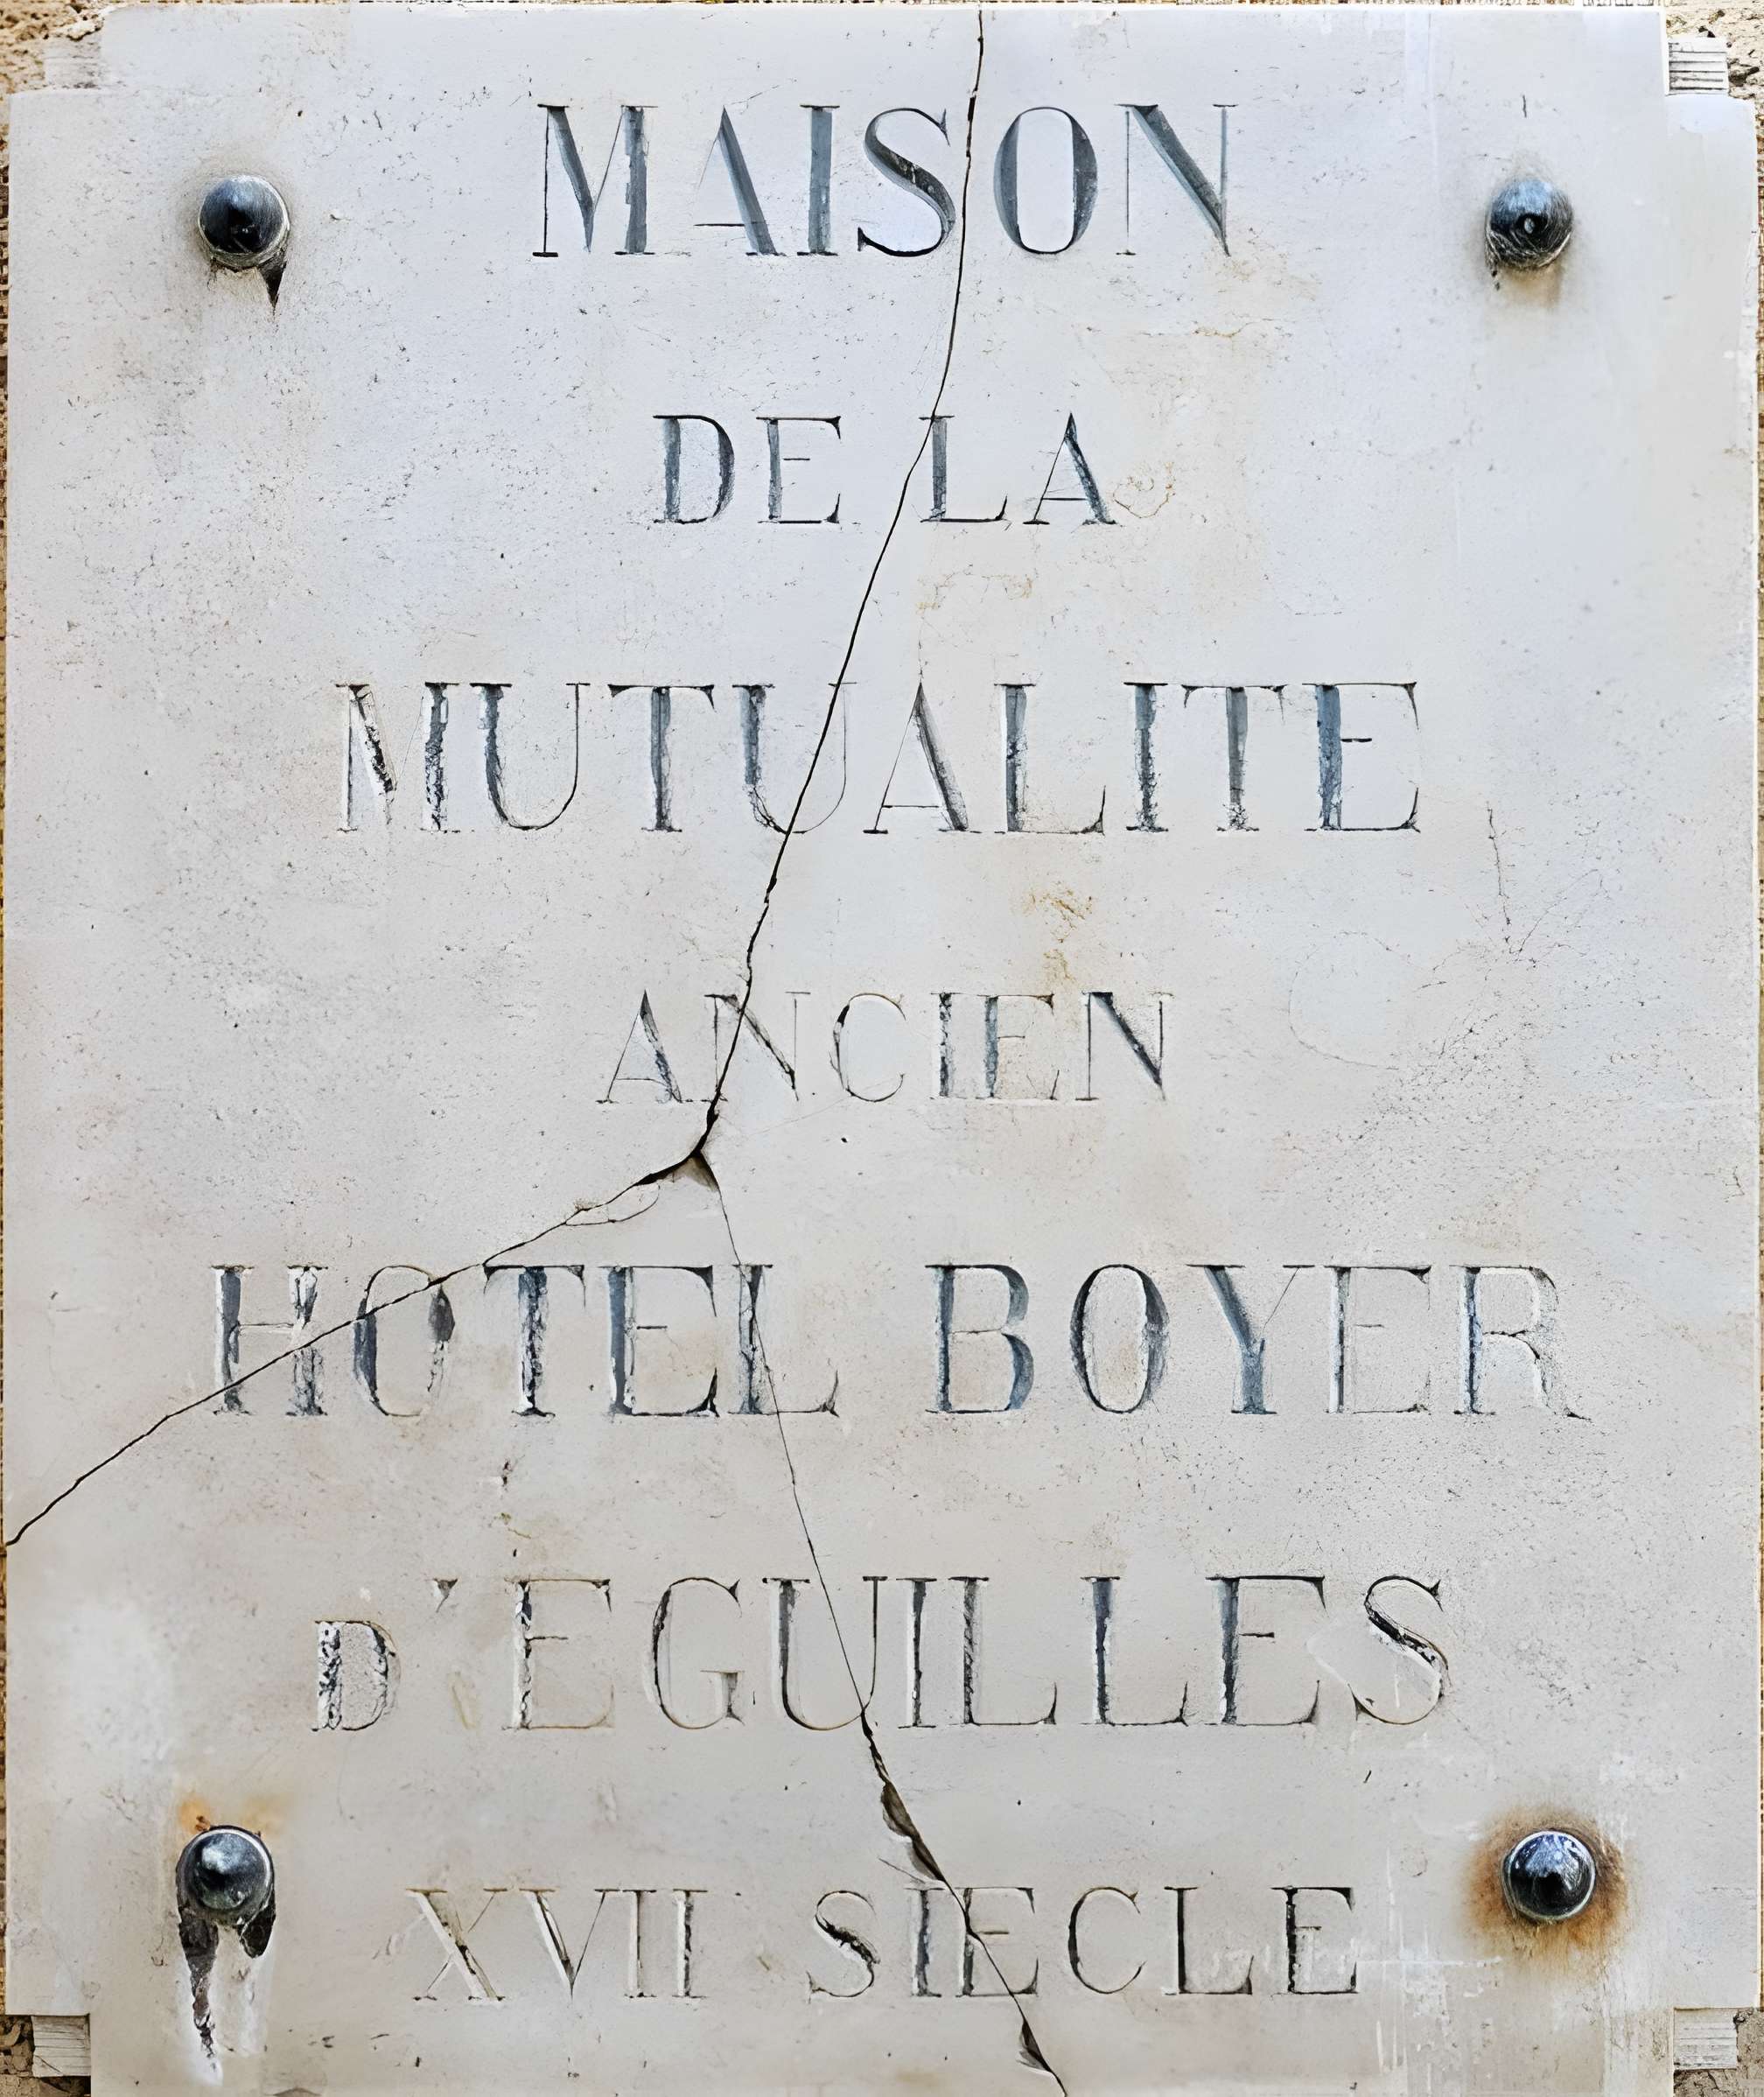 MAISON
DE LA
MUTUALITE
ANCIEN
HOTEL BOYER
D'EGUILLES
XVII SIECLE